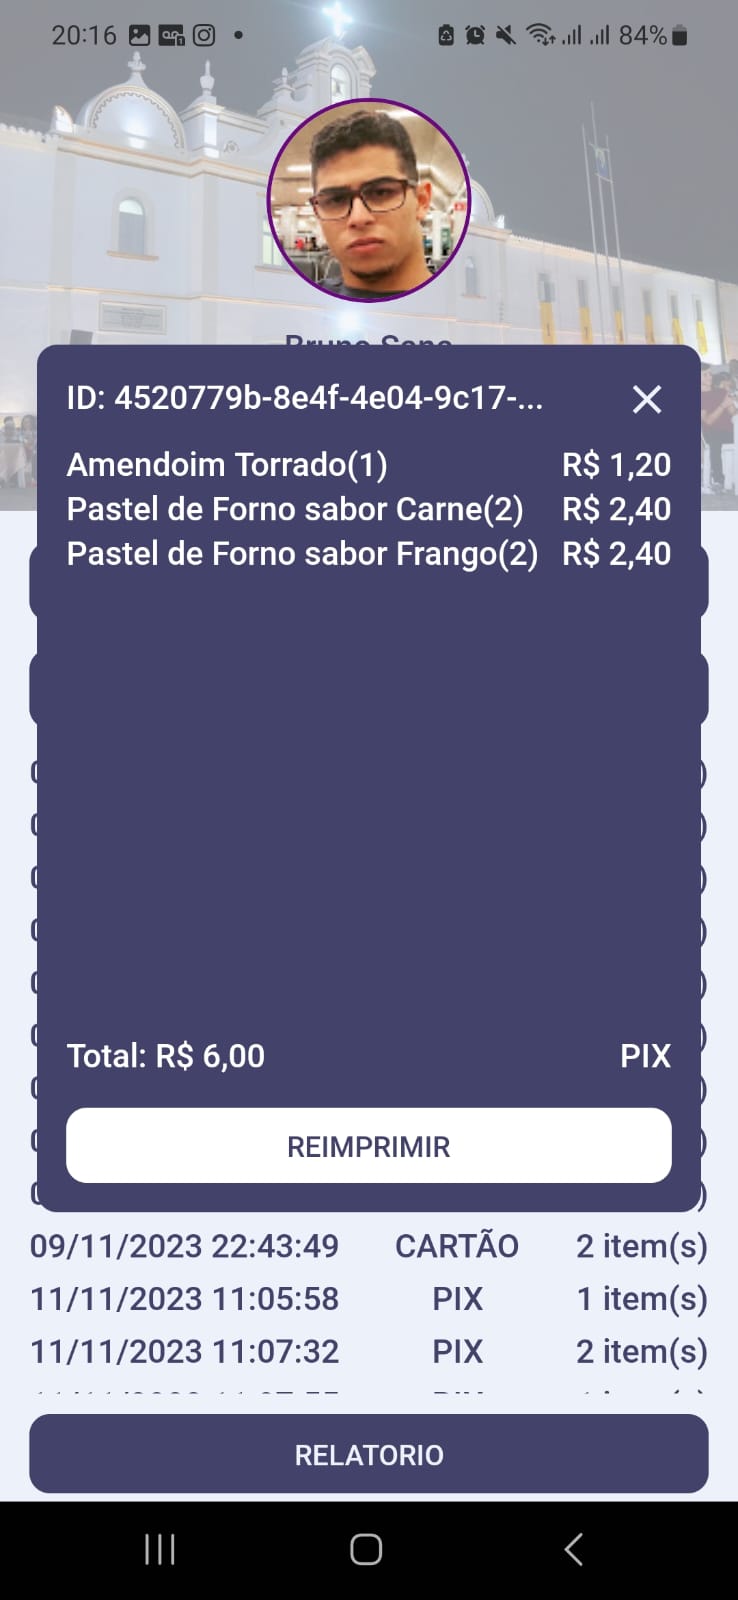 20:16 84%
ID: 4520779b-8e4f-4e04-9c17-...
Amendoim Torrado(1) R$ 1,20
Pastel de Forno sabor Carne(2) R$ 2,40
Pastel de Forno sabor Frango(2) R$ 2,40
Total: R$ 6,00 PIX
REIMPRIMIR
09/11/2023 22:43:49 CARTÃO 2 item(s)
11/11/2023 11:05:58 PIX 1 item(s)
11/11/2023 11:07:32 PIX 2 item(s)
RELATORIO